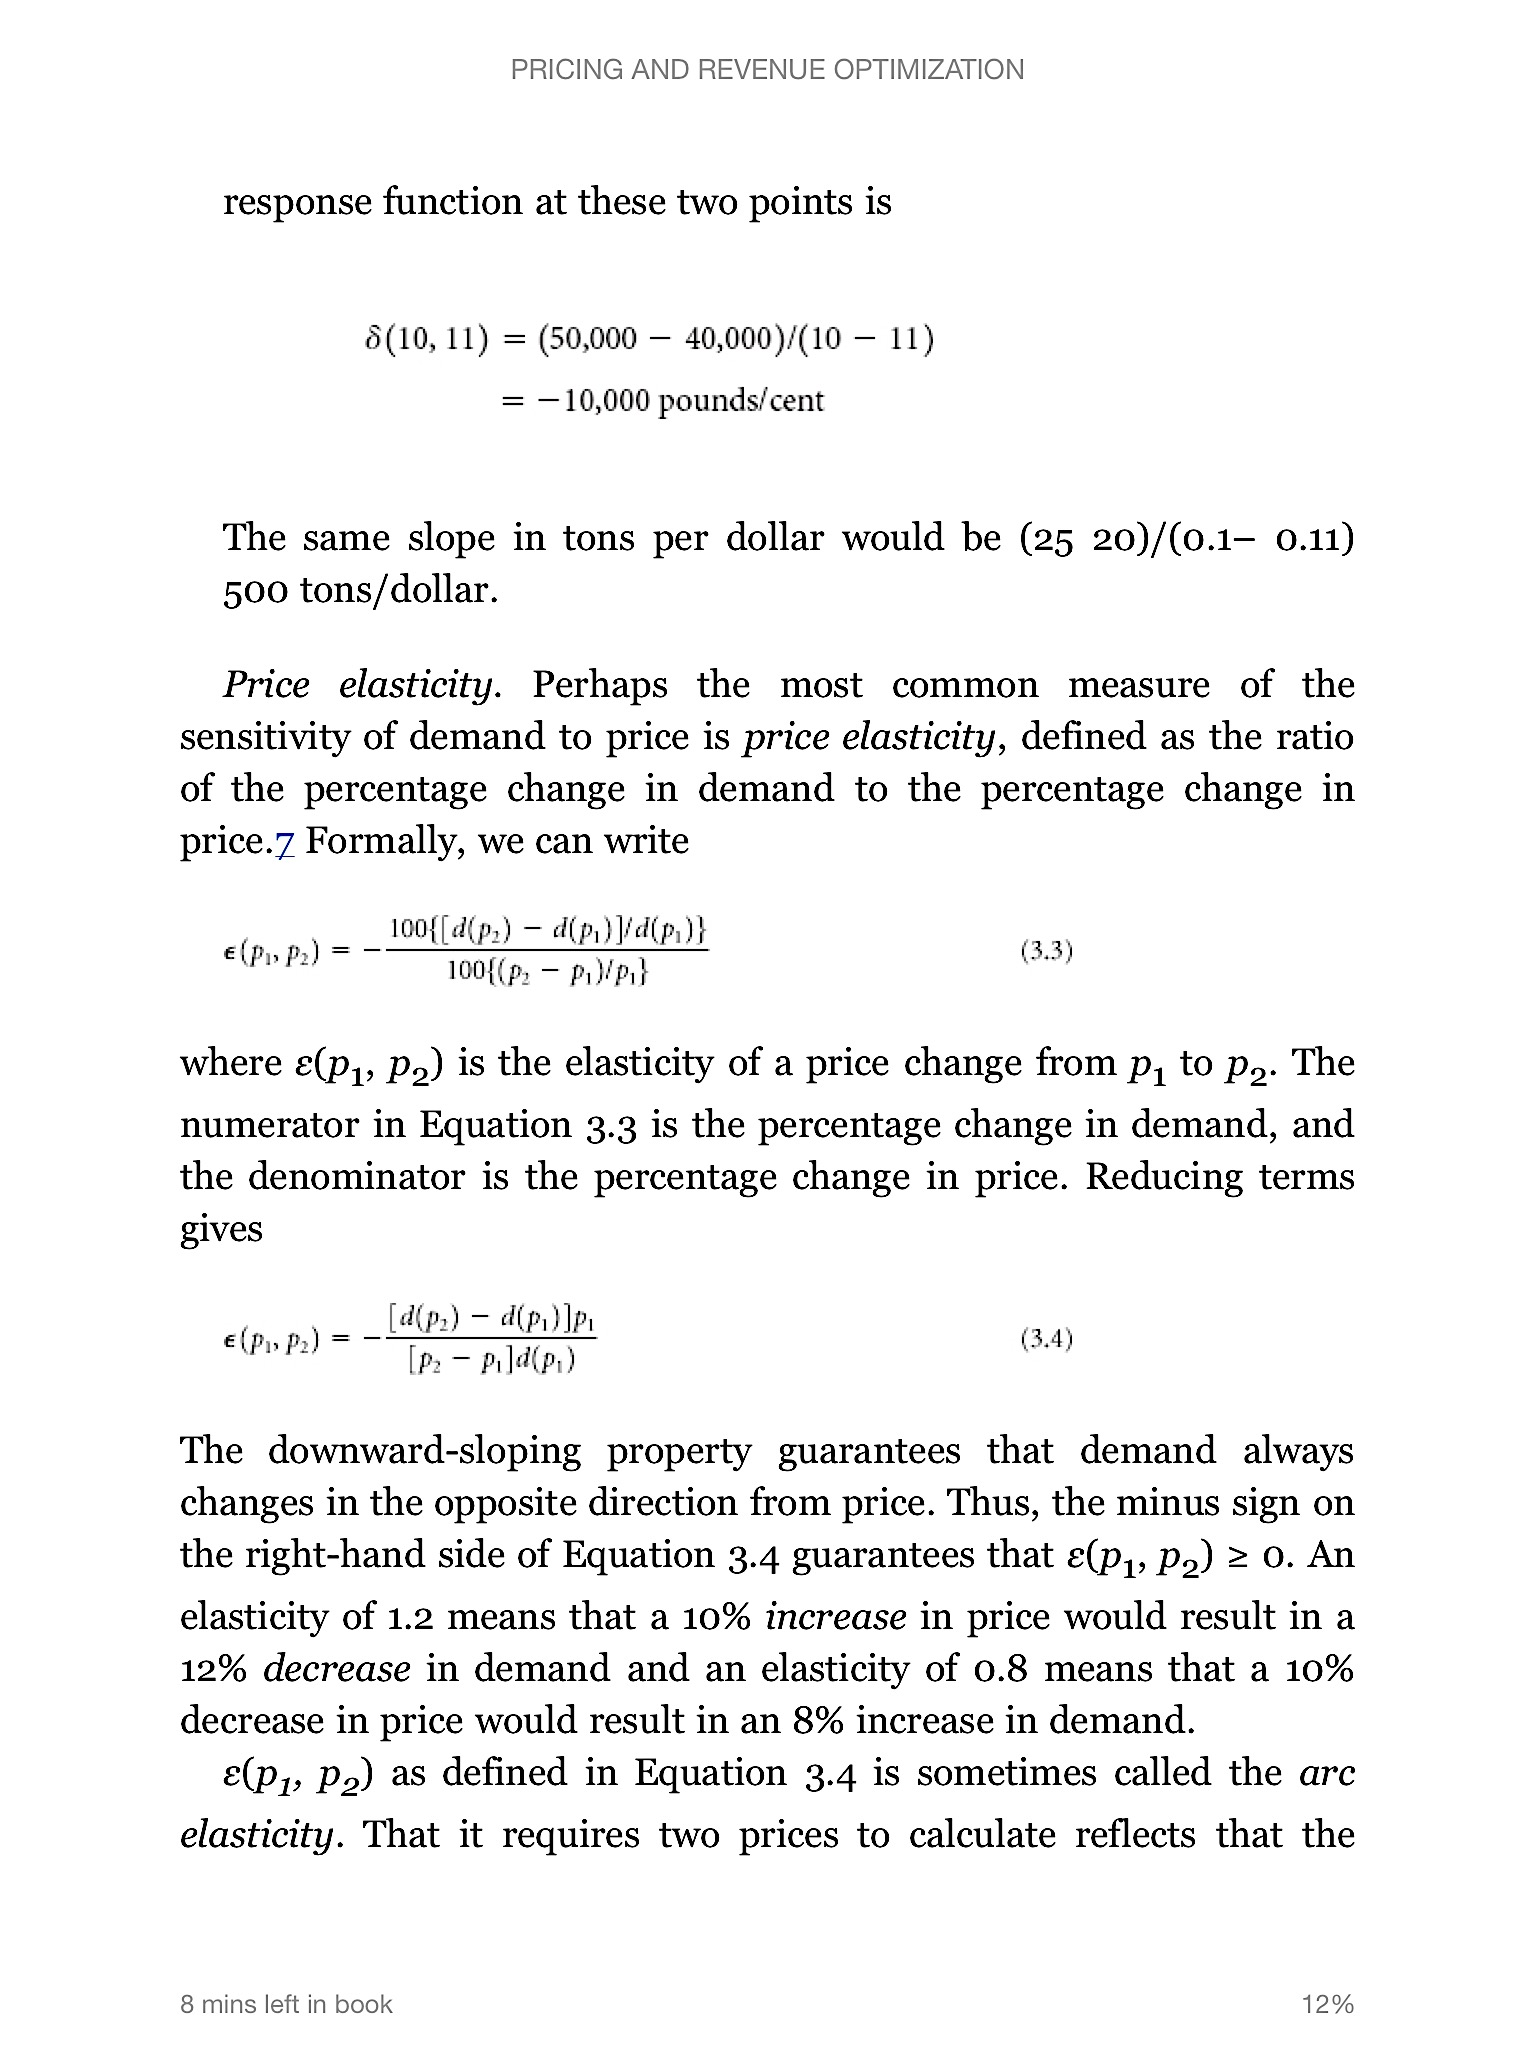 PRICING AND REVENUE OPTIMIZATION
response function at these two points is
δ(10, 11) = (50,000 − 40,000)/(10 − 11)
= −10,000 pounds/cent
The same slope in tons per dollar would be (25 20)/(0.1– 0.11)
500 tons/dollar.
Price elasticity. Perhaps the most common measure of the
sensitivity of demand to price is price elasticity, defined as the ratio
of the percentage change in demand to the percentage change in
price.7 Formally, we can write
ϵ(p₁, p₂) = −100{[d(p₂) − d(p₁)]/d(p₁)} / 100{(p₂ − p₁)/p₁} (3.3)
where ε(p₁, p₂) is the elasticity of a price change from p₁ to p₂. The
numerator in Equation 3.3 is the percentage change in demand, and
the denominator is the percentage change in price. Reducing terms
gives
ϵ(p₁, p₂) = −[d(p₂) − d(p₁)]p₁ / [p₂ − p₁]d(p₁) (3.4)
The downward-sloping property guarantees that demand always
changes in the opposite direction from price. Thus, the minus sign on
the right-hand side of Equation 3.4 guarantees that ε(p₁, p₂) ≥ 0. An
elasticity of 1.2 means that a 10% increase in price would result in a
12% decrease in demand and an elasticity of 0.8 means that a 10%
decrease in price would result in an 8% increase in demand.
ε(p₁, p₂) as defined in Equation 3.4 is sometimes called the arc
elasticity. That it requires two prices to calculate reflects that the
8 mins left in book 12%